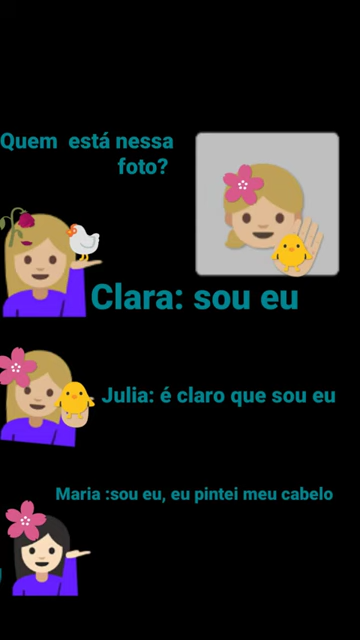 Quem está nessa
foto?
Clara: sou eu
Julia: é claro que sou eu
Maria :sou eu, eu pintei meu cabelo